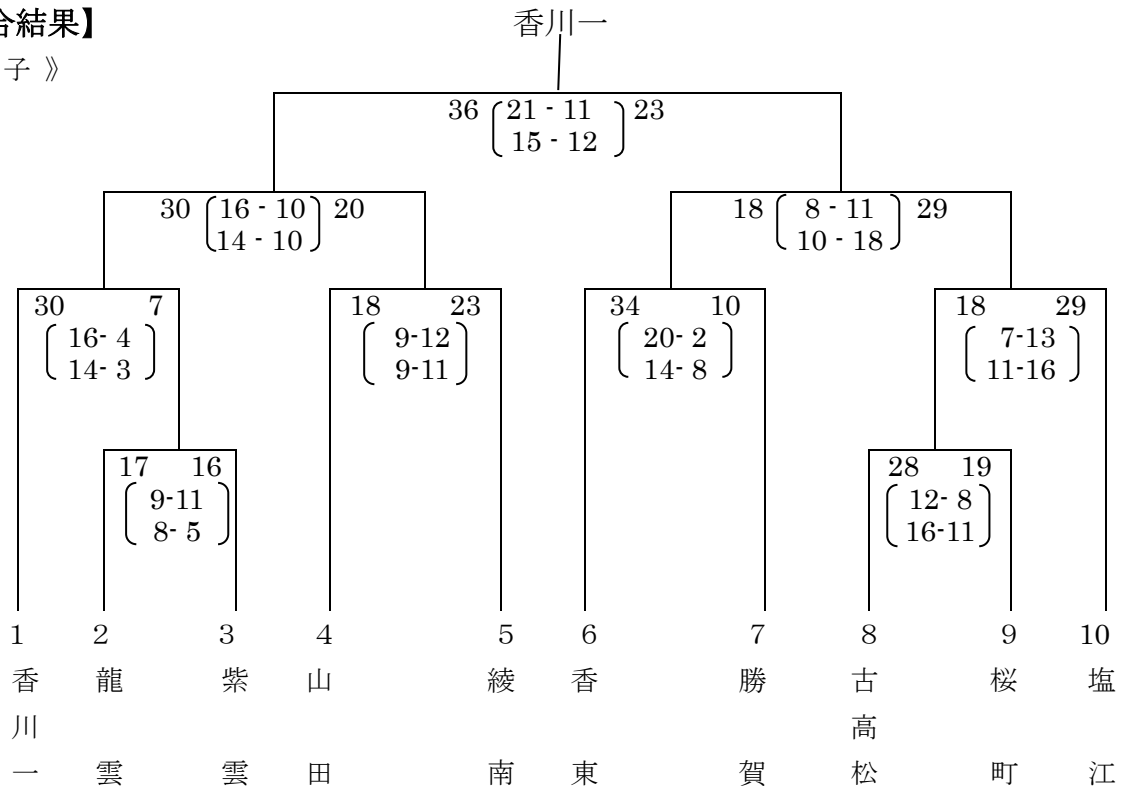 合結果】
香川一
子 》
36 21 - 11 23
15 - 12
30 16 - 10 20
14 - 10
18 8 - 11 29
10 - 18
30 7
16- 4
14- 3
18 23
9-12
9-11
34 10
20- 2
14- 8
18 29
7-13
11-16
17 16
9-11
8- 5
28 19
12- 8
16-11
1 2 3 4 5 6 7 8 9 10
香川一
龍雲
紫雲
山田
綾南
香東
勝賀
古高松
桜町
塩江